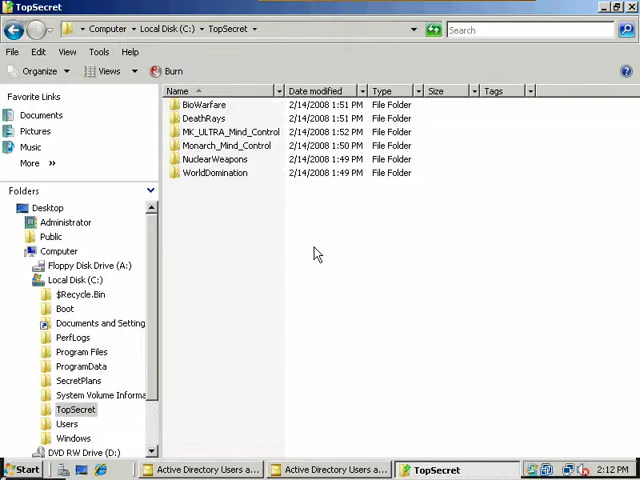 TopSecret
Computer ▸ Local Disk (C:) ▸ TopSecret
Search
File Edit View Tools Help
Organize Views Burn
Favorite Links
Documents
Pictures
Music
More »
Folders
Desktop
Administrator
Public
Computer
Floppy Disk Drive (A:)
Local Disk (C:)
$Recycle.Bin
Boot
Documents and Setting
PerfLogs
Program Files
ProgramData
SecretPlans
System Volume Informa
TopSecret
Users
Windows
DVD RW Drive (D:)
Name Date modified Type Size Tags
BioWarfare 2/14/2008 1:51 PM File Folder
DeathRays 2/14/2008 1:51 PM File Folder
MK_ULTRA_Mind_Control 2/14/2008 1:52 PM File Folder
Monarch_Mind_Control 2/14/2008 1:50 PM File Folder
NuclearWeapons 2/14/2008 1:49 PM File Folder
WorldDomination 2/14/2008 1:49 PM File Folder
Start Active Directory Users a... Active Directory Users a... TopSecret 2:12 PM